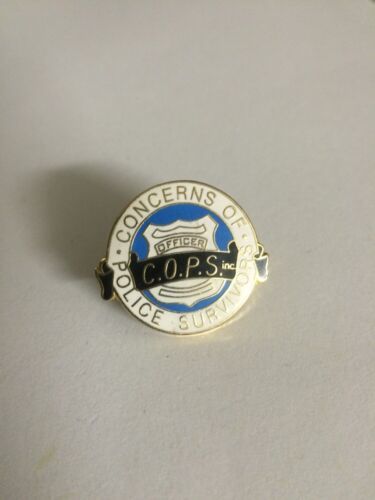 · CONCERNS OF ·
POLICE SURVIVORS
OFFICER
C.O.P.S. inc.